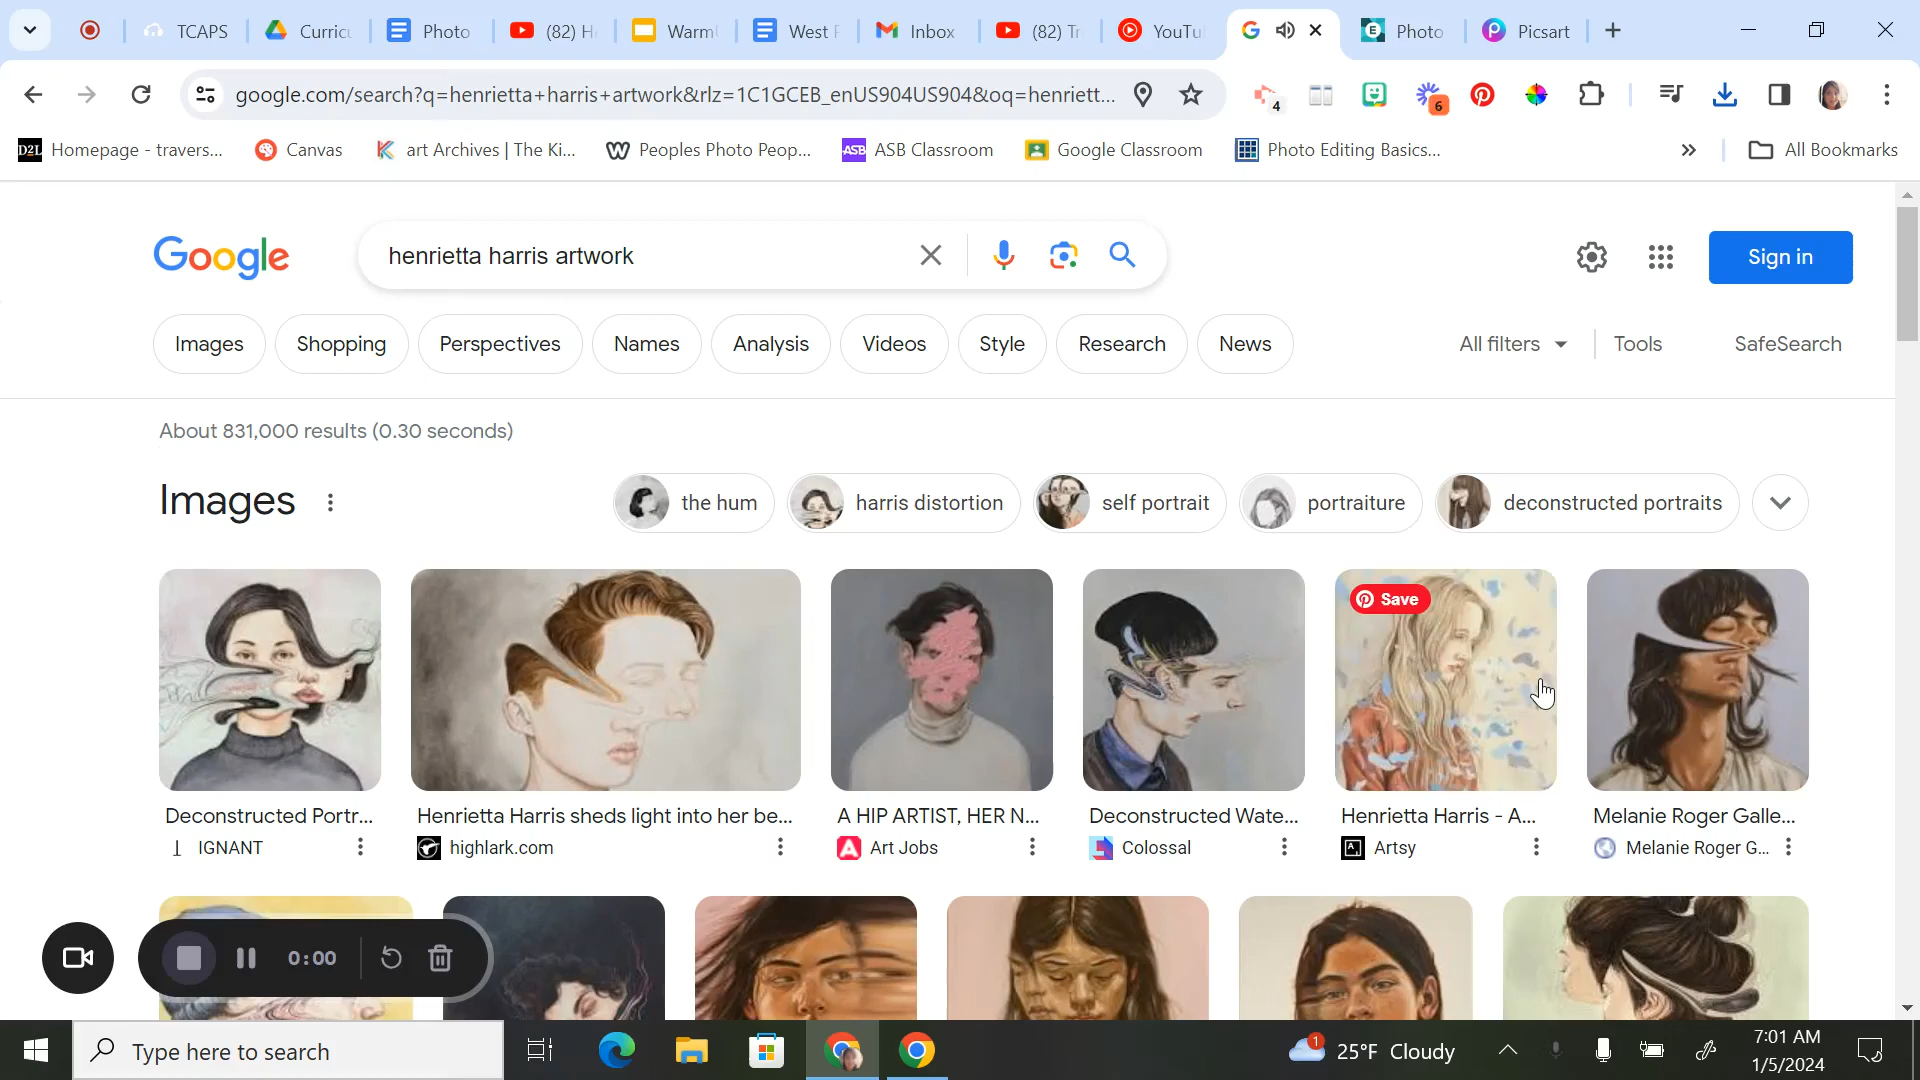 TCAPS
Curricu
Photo
(82) H
Warm
West F
Inbox
(82) Tr
YouTu
Photo
Picsart
google.com/search?q=henrietta+harris+artwork&rlz=1C1GCEB_enUS904US904&oq=henriett...
4
6
D2L Homepage - travers...
Canvas
art Archives | The Ki...
Peoples Photo Peop...
ASB ASB Classroom
Google Classroom
Photo Editing Basics...
All Bookmarks
Google
henrietta harris artwork
Sign in
Images
Shopping
Perspectives
Names
Analysis
Videos
Style
Research
News
All filters
Tools
SafeSearch
About 831,000 results (0.30 seconds)
Images
the hum
harris distortion
self portrait
portraiture
deconstructed portraits
Save
Deconstructed Portr...
Henrietta Harris sheds light into her be...
A HIP ARTIST, HER N...
Deconstructed Wate...
Henrietta Harris - A...
Melanie Roger Galle...
IGNANT
highlark.com
Art Jobs
Colossal
Artsy
Melanie Roger G...
0:00
Type here to search
1
25°F Cloudy
7:01 AM
1/5/2024